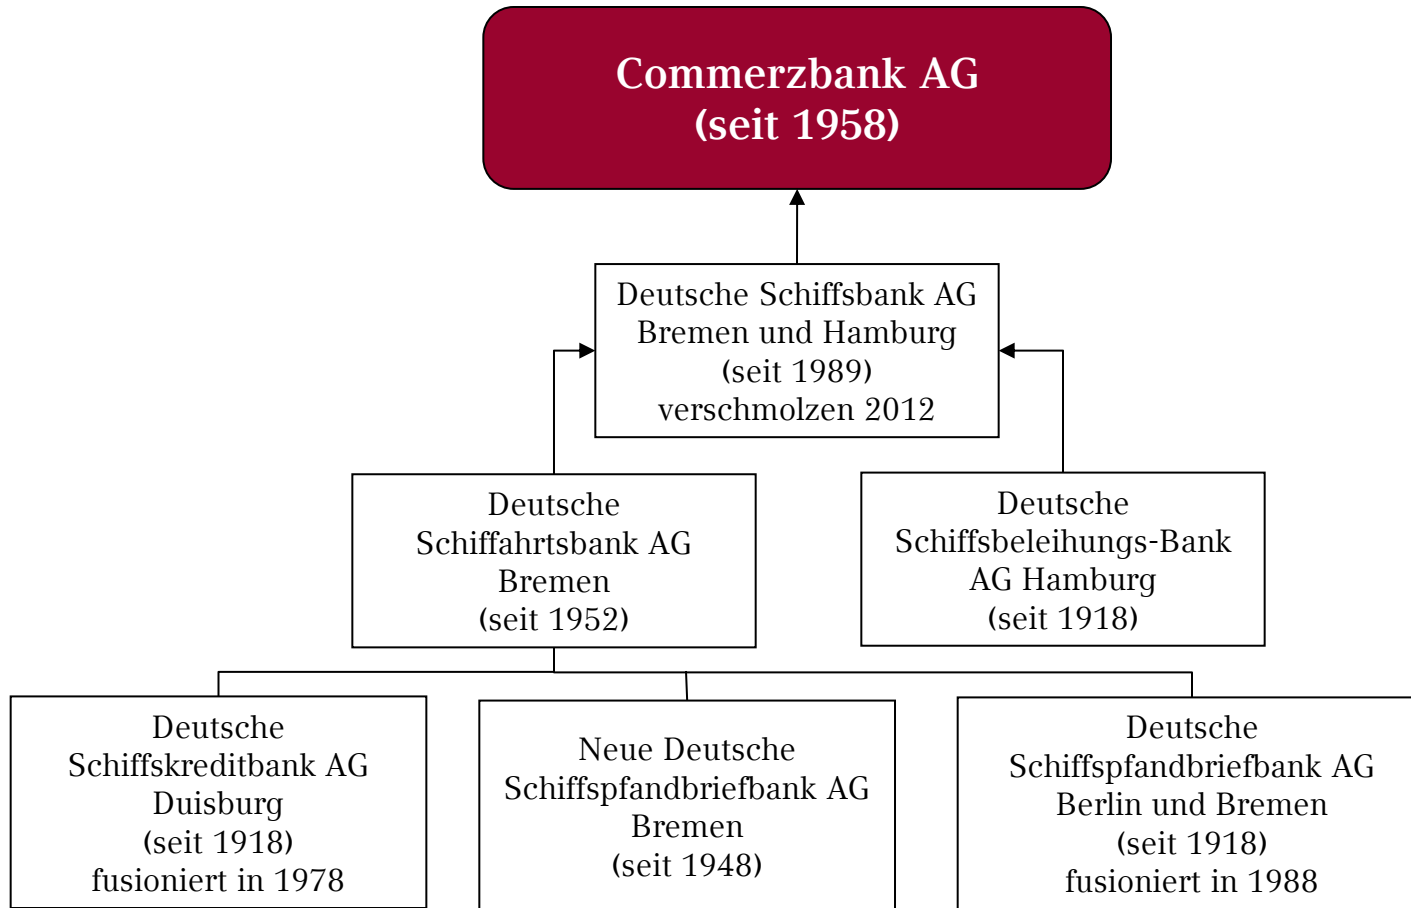 Commerzbank AG
(seit 1958)
Deutsche Schiffsbank AG
Bremen und Hamburg
(seit 1989)
verschmolzen 2012
Deutsche
Schiffahrtsbank AG
Bremen
(seit 1952)
Deutsche
Schiffsbeleihungs-Bank
AG Hamburg
(seit 1918)
Deutsche
Schiffskreditbank AG
Duisburg
(seit 1918)
fusioniert in 1978
Neue Deutsche
Schiffspfandbriefbank AG
Bremen
(seit 1948)
Deutsche
Schiffspfandbriefbank AG
Berlin und Bremen
(seit 1918)
fusioniert in 1988